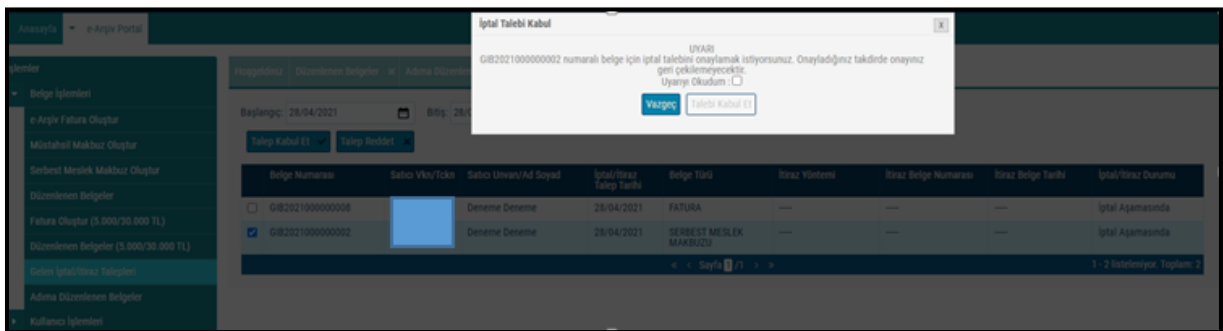 Anasayfa e-Arşiv Portal
İptal Talebi Kabul
x
UYARI
GIB2021000000002 numaralı belge için iptal talebini onaylamak istiyorsunuz. Onayladığınız takdirde onayınız
geri çekilemeyecektir.
Uyarıyı Okudum :
Vazgeç Talebi Kabul Et
Belge İşlemleri
e-Arşiv Fatura Oluştur
Müstahsil Makbuz Oluştur
Serbest Meslek Makbuz Oluştur
Düzenlenen Belgeler
Fatura Oluştur (5.000/30.000 TL)
Düzenlenen Belgeler (5.000/30.000 TL)
Gelen İptal/İtiraz Talepleri
Adıma Düzenlenen Belgeler
Kullanıcı İşlemleri
Hoşgeldiniz Düzenlenen Belgeler x Adıma Düzenlen
Başlangıç: 28/04/2021 Bitiş: 28/
Talep Kabul Et Talep Reddet
Belge Numarası Satıcı Vkn/Tckn Satıcı Unvan/Ad Soyad İptal/İtiraz Talep Tarihi Belge Türü İtiraz Yöntemi İtiraz Belge Numarası İtiraz Belge Tarihi İptal/İtiraz Durumu
GIB2021000000008 Deneme Deneme 28/04/2021 FATURA ---- ---- ---- İptal Aşamasında
GIB2021000000002 Deneme Deneme 28/04/2021 SERBEST MESLEK MAKBUZU ---- ---- ---- İptal Aşamasında
« < Sayfa 1 /1 > »
1 - 2 listeleniyor. Toplam: 2